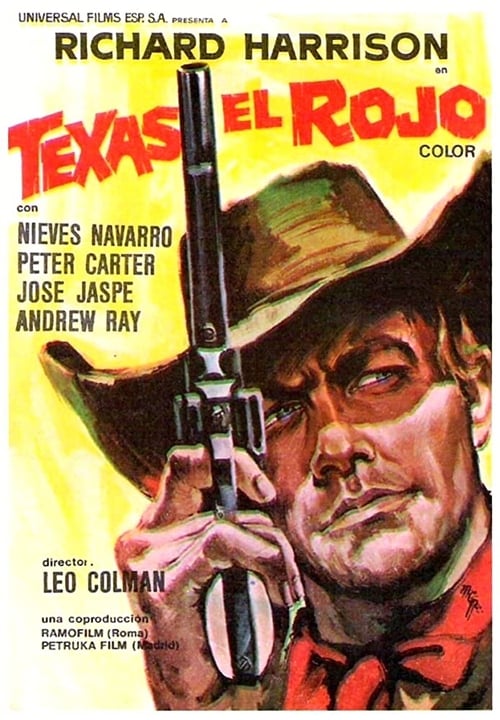 UNIVERSAL FILMS ESP. S.A. PRESENTA A
RICHARD HARRISON
en
TEXAS EL ROJO
COLOR
con
NIEVES NAVARRO
PETER CARTER
JOSE JASPE
ANDREW RAY
director.
LEO COLMAN
una coproducción
RAMOFILM (Roma)
PETRUKA FILM (Madrid)